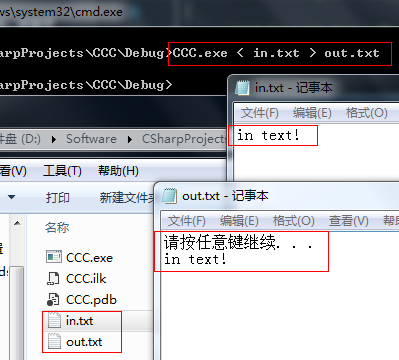 ws\system32\cmd.exe
arpProjects\CCC\Debug>CCC.exe < in.txt > out.txt
arpProjects\CCC\Debug>
in.txt - 记事本
文件(F) 编辑(E) 格式(O)
in text!
件盘 (D:) Software CSharpProjec
看(V) 工具(T) 帮助(H)
打印 新建文件夹
out.txt - 记事本
文件(F) 编辑(E) 格式(O) 查看(V) 帮助
名称
请按任意键继续. . .
in text!
CCC.exe
CCC.ilk
CCC.pdb
in.txt
out.txt